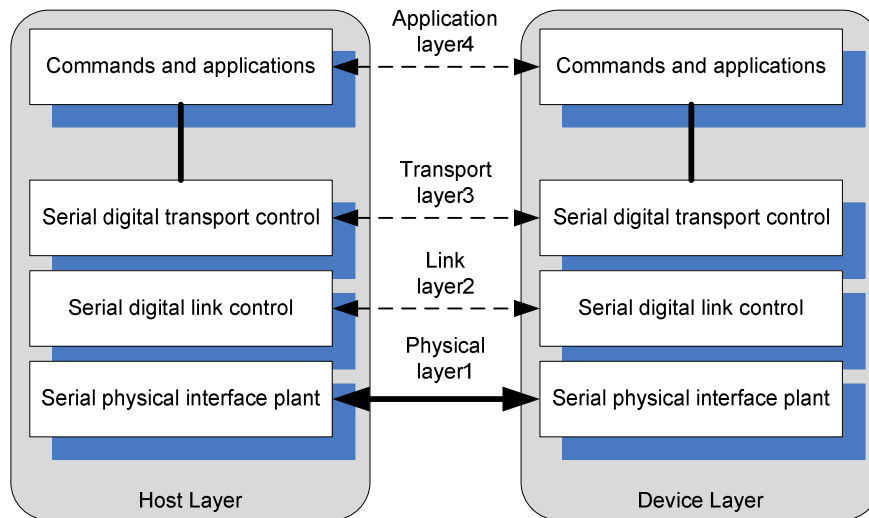 Application
layer4
Commands and applications
Commands and applications
Transport
layer3
Serial digital transport control
Serial digital transport control
Link
layer2
Serial digital link control
Serial digital link control
Physical
layer1
Serial physical interface plant
Serial physical interface plant
Host Layer
Device Layer